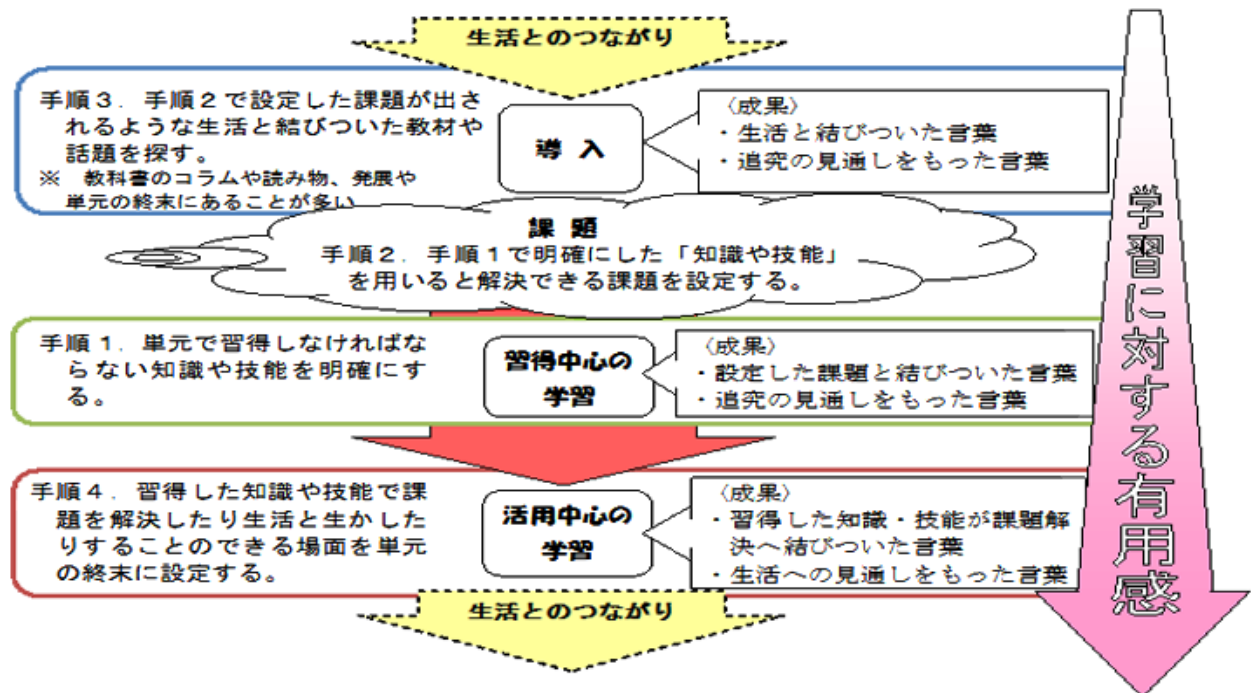 生活とのつながり
手順３．手順２で設定した課題が出さ
れるような生活と結びついた教材や
話題を探す。
※　教科書のコラムや読み物、発展や
単元の終末にあることが多い
導 入
〈成果〉
・生活と結びついた言葉
・追究の見通しをもった言葉
課 題
手順２．手順１で明確にした「知識や技能」
を用いると解決できる課題を設定する。
手順１．単元で習得しなければな
らない知識や技能を明確にす
る。
習得中心の
学習
〈成果〉
・設定した課題と結びついた言葉
・追究の見通しをもった言葉
手順４．習得した知識や技能で課
題を解決したり生活と生かした
りすることのできる場面を単元
の終末に設定する。
活用中心の
学習
〈成果〉
・習得した知識・技能が課題解
決へ結びついた言葉
・生活への見通しをもった言葉
生活とのつながり
学習に対する有用感